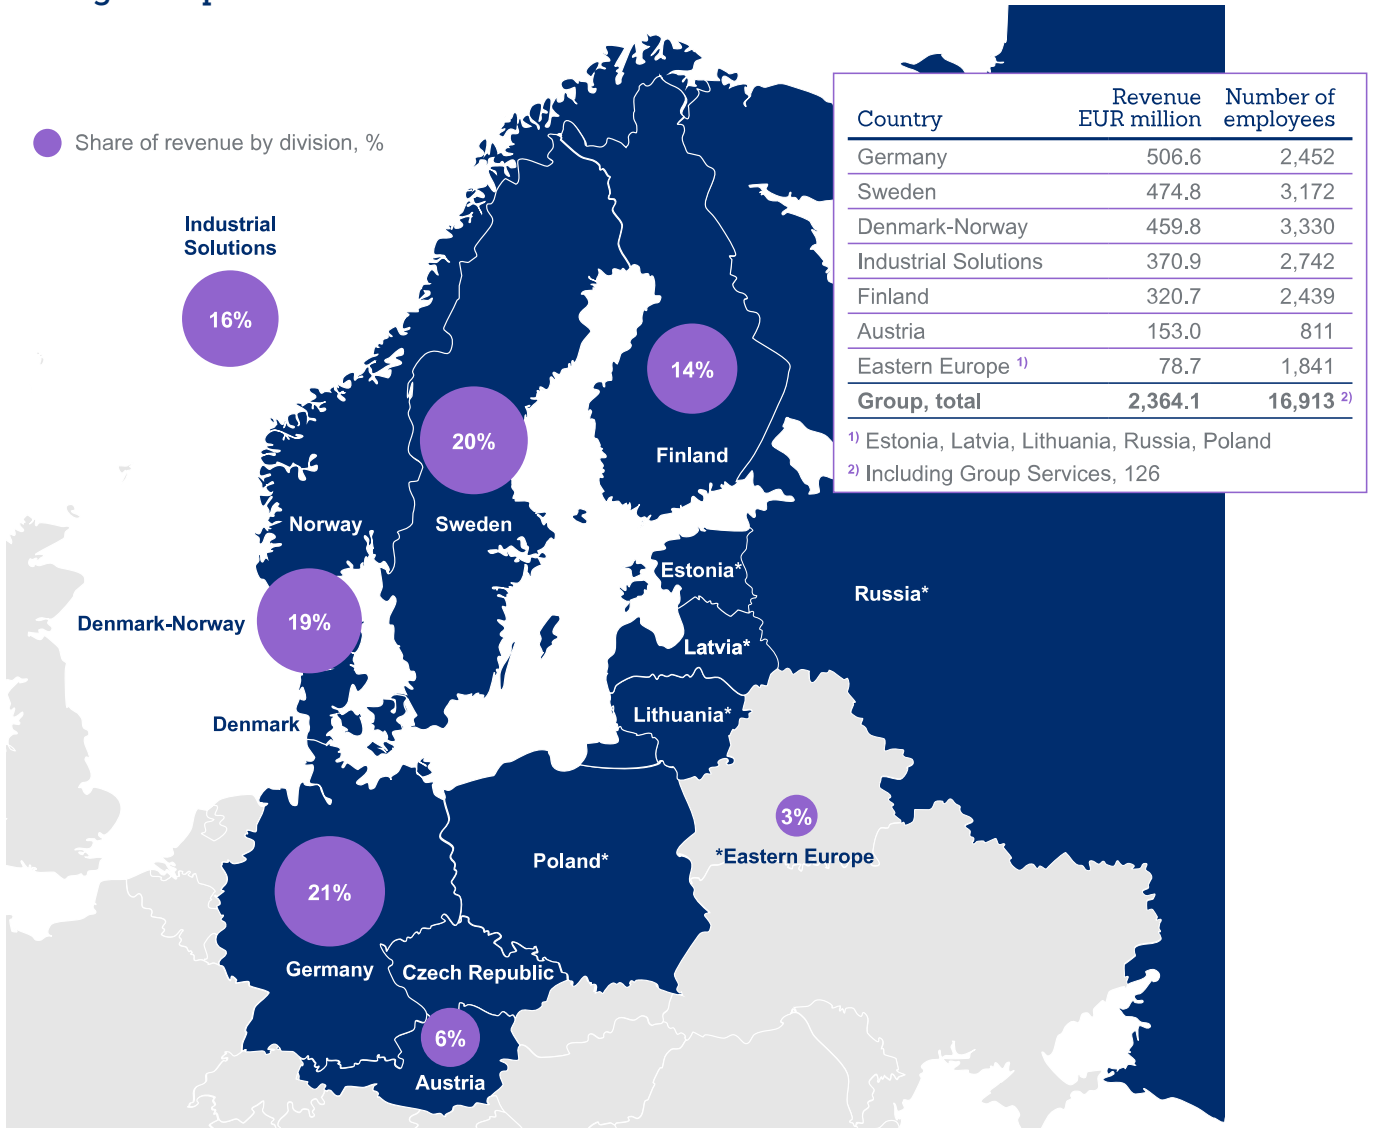 Share of revenue by division, %
Industrial
Solutions
16%
14%
20%
Finland
Norway
Sweden
Estonia*
Russia*
Denmark-Norway
19%
Latvia*
Lithuania*
Denmark
3%
*Eastern Europe
Poland*
21%
Germany
Czech Republic
6%
Austria
Country Revenue EUR million Number of employees
Germany 506.6 2,452
Sweden 474.8 3,172
Denmark-Norway 459.8 3,330
Industrial Solutions 370.9 2,742
Finland 320.7 2,439
Austria 153.0 811
Eastern Europe 1) 78.7 1,841
Group, total 2,364.1 16,913 2)
1) Estonia, Latvia, Lithuania, Russia, Poland
2) Including Group Services, 126